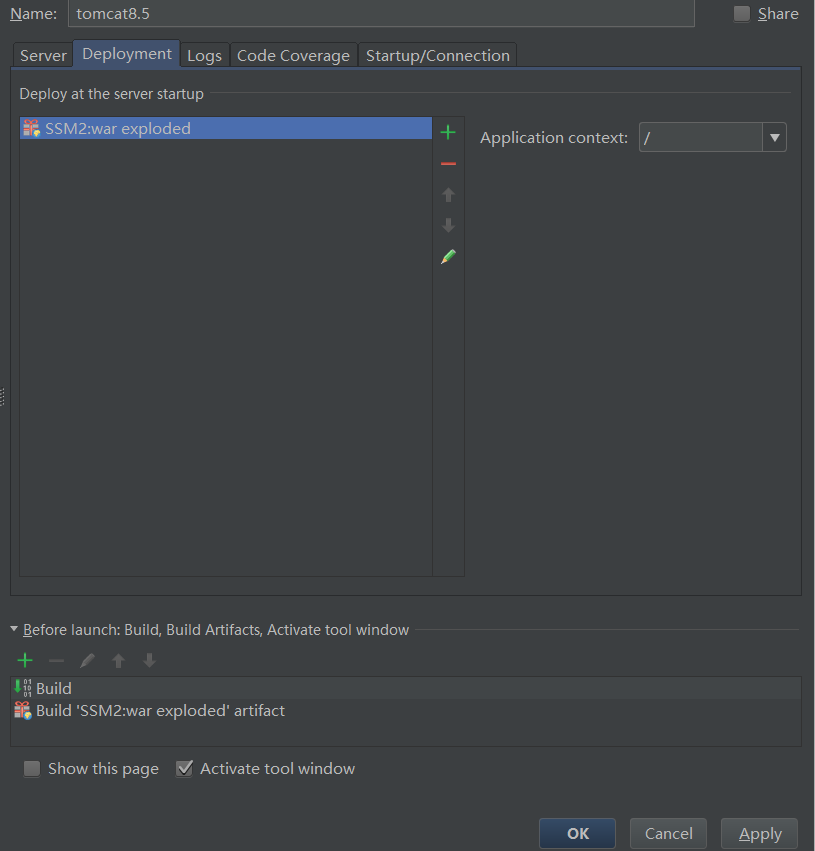 Name: tomcat8.5 Share
Server Deployment Logs Code Coverage Startup/Connection
Deploy at the server startup
SSM2:war exploded
Application context: /
Before launch: Build, Build Artifacts, Activate tool window
Build
Build 'SSM2:war exploded' artifact
Show this page Activate tool window
OK Cancel Apply